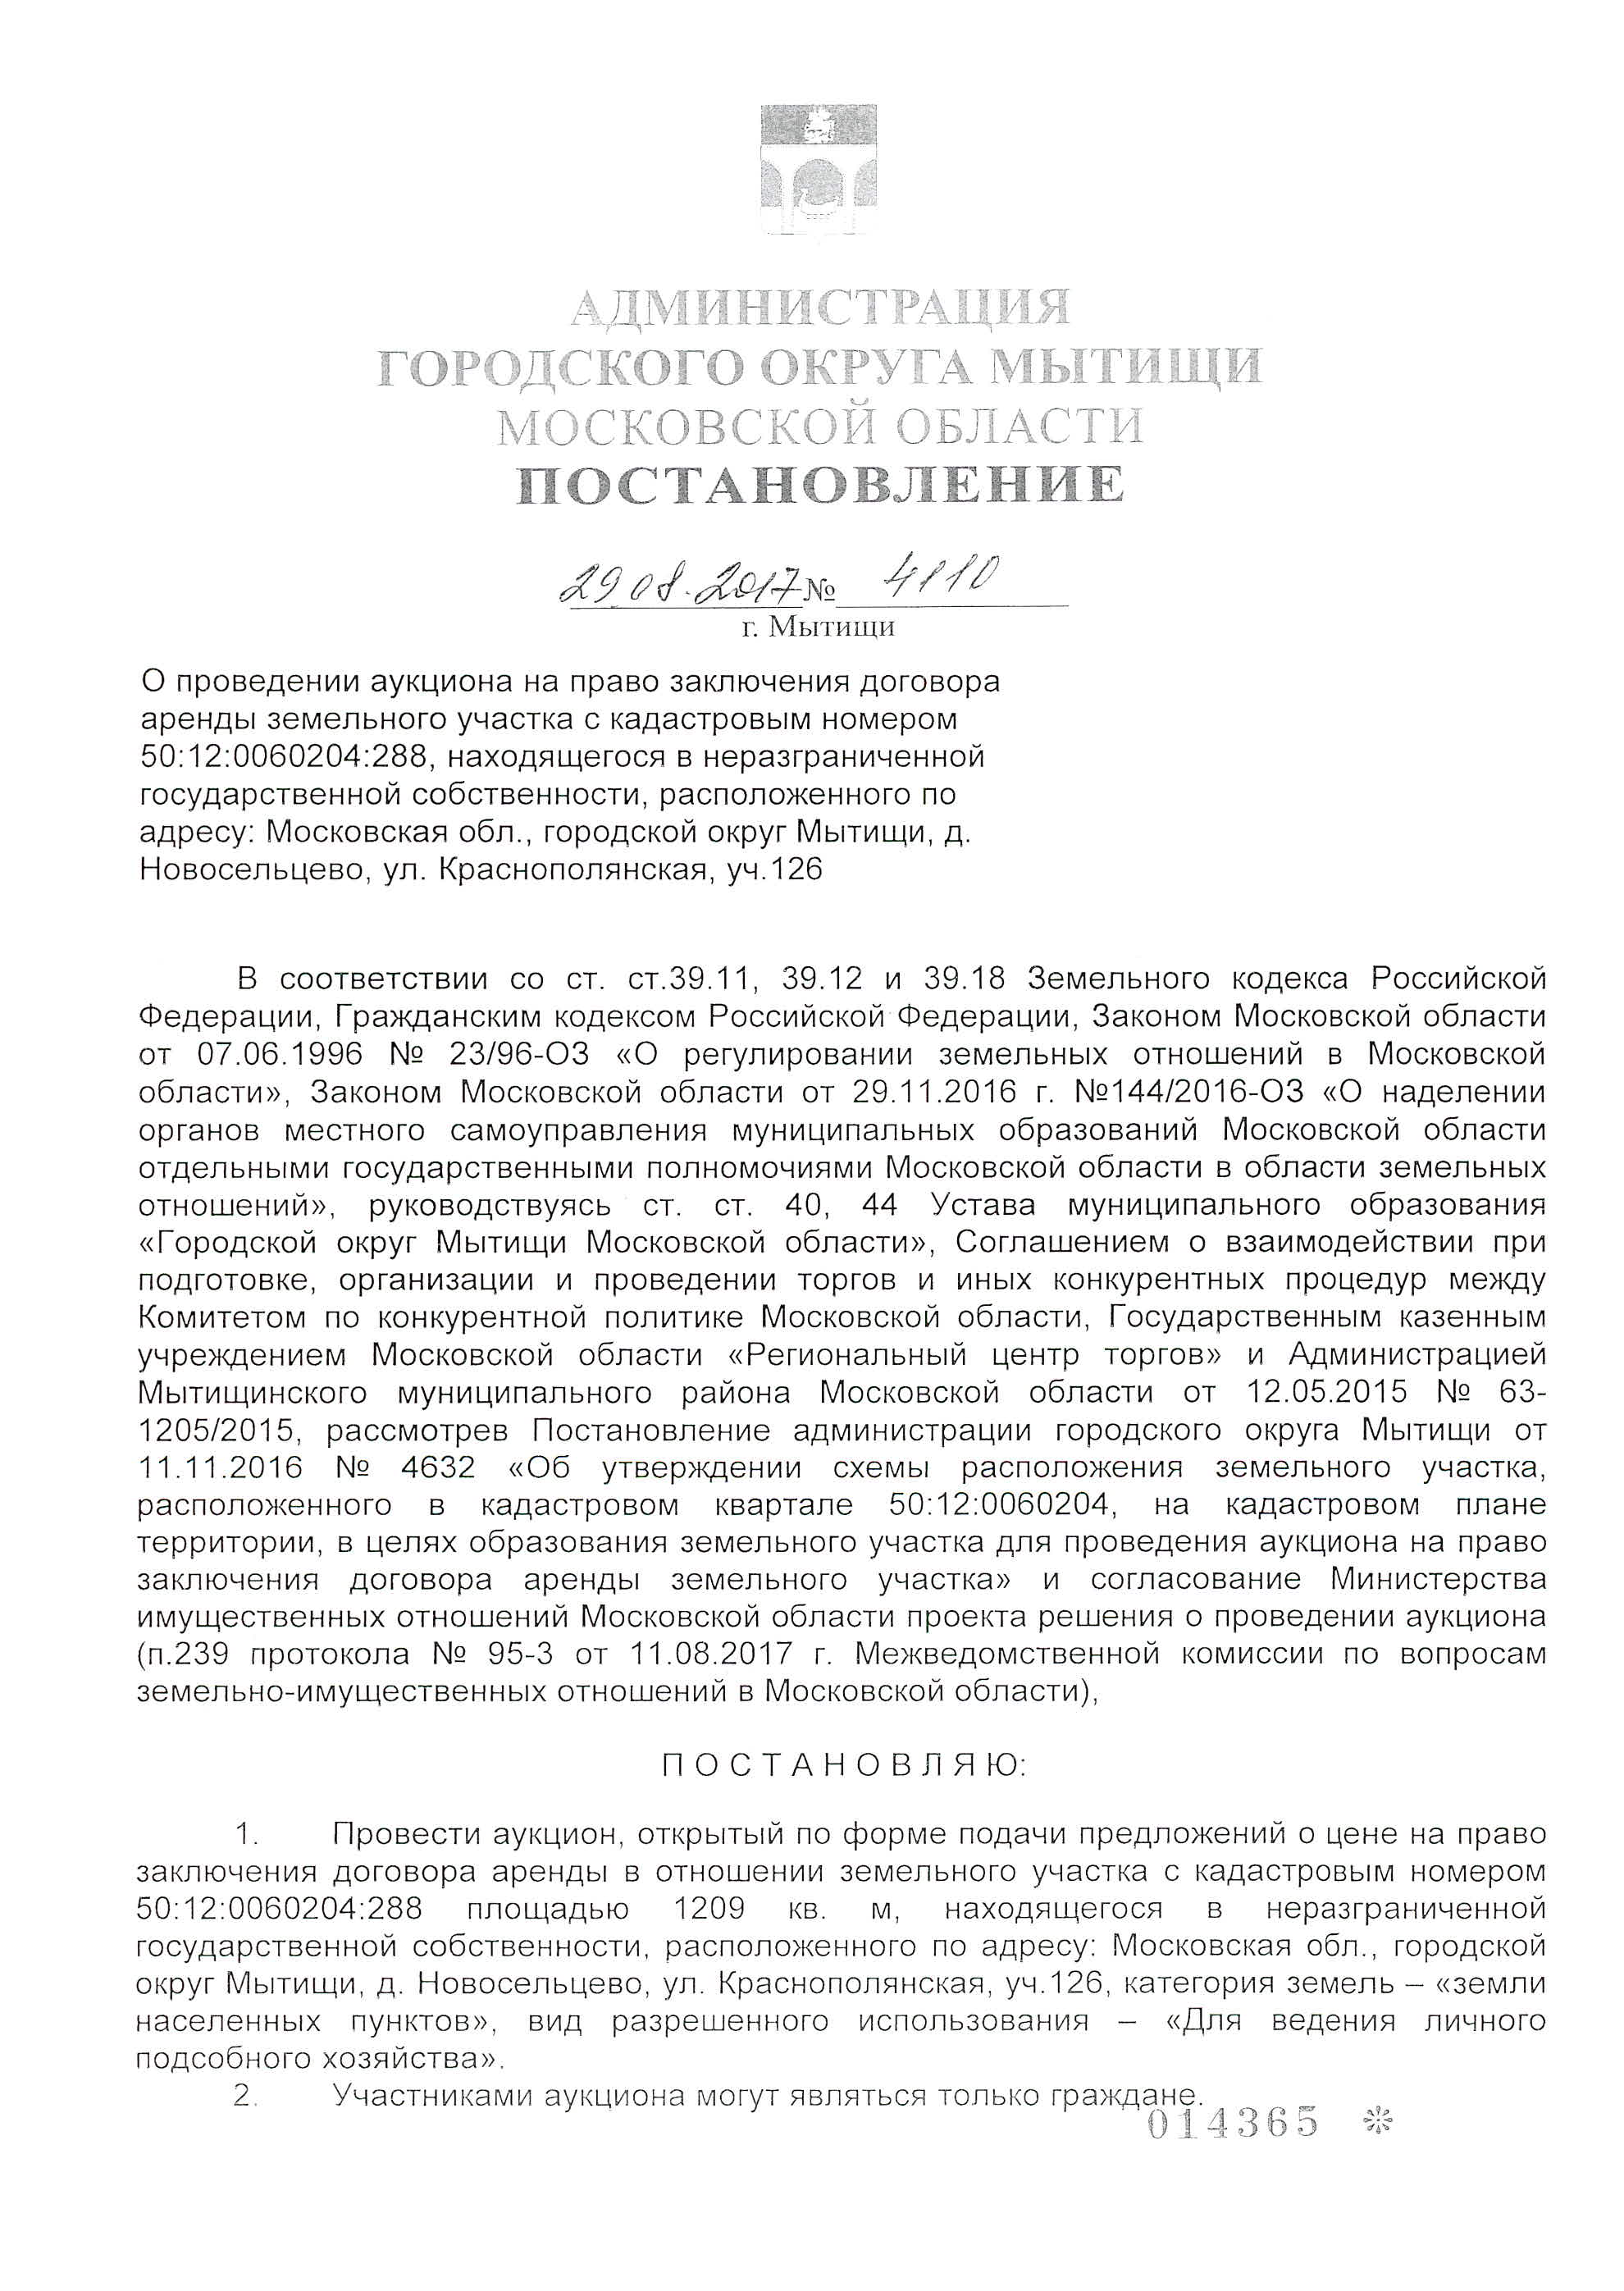 АДМИНИСТРАЦИЯ
ГОРОДСКОГО ОКРУГА МЫТИЩИ
МОСКОВСКОЙ ОБЛАСТИ
ПОСТАНОВЛЕНИЕ
29.08.2017 № 4110
г. Мытищи
О проведении аукциона на право заключения договора
аренды земельного участка с кадастровым номером
50:12:0060204:288, находящегося в неразграниченной
государственной собственности, расположенного по
адресу: Московская обл., городской округ Мытищи, д.
Новосельцево, ул. Краснополянская, уч.126
В соответствии со ст. ст.39.11, 39.12 и 39.18 Земельного кодекса Российской
Федерации, Гражданским кодексом Российской Федерации, Законом Московской области
от 07.06.1996 № 23/96-ОЗ «О регулировании земельных отношений в Московской
области», Законом Московской области от 29.11.2016 г. №144/2016-ОЗ «О наделении
органов местного самоуправления муниципальных образований Московской области
отдельными государственными полномочиями Московской области в области земельных
отношений», руководствуясь ст. ст. 40, 44 Устава муниципального образования
«Городской округ Мытищи Московской области», Соглашением о взаимодействии при
подготовке, организации и проведении торгов и иных конкурентных процедур между
Комитетом по конкурентной политике Московской области, Государственным казенным
учреждением Московской области «Региональный центр торгов» и Администрацией
Мытищинского муниципального района Московской области от 12.05.2015 № 63-
1205/2015, рассмотрев Постановление администрации городского округа Мытищи от
11.11.2016 № 4632 «Об утверждении схемы расположения земельного участка,
расположенного в кадастровом квартале 50:12:0060204, на кадастровом плане
территории, в целях образования земельного участка для проведения аукциона на право
заключения договора аренды земельного участка» и согласование Министерства
имущественных отношений Московской области проекта решения о проведении аукциона
(п.239 протокола № 95-3 от 11.08.2017 г. Межведомственной комиссии по вопросам
земельно-имущественных отношений в Московской области),
П О С Т А Н О В Л Я Ю:
1. Провести аукцион, открытый по форме подачи предложений о цене на право
заключения договора аренды в отношении земельного участка с кадастровым номером
50:12:0060204:288 площадью 1209 кв. м, находящегося в неразграниченной
государственной собственности, расположенного по адресу: Московская обл., городской
округ Мытищи, д. Новосельцево, ул. Краснополянская, уч.126, категория земель – «земли
населенных пунктов», вид разрешенного использования – «Для ведения личного
подсобного хозяйства».
2. Участниками аукциона могут являться только граждане.
014365 *